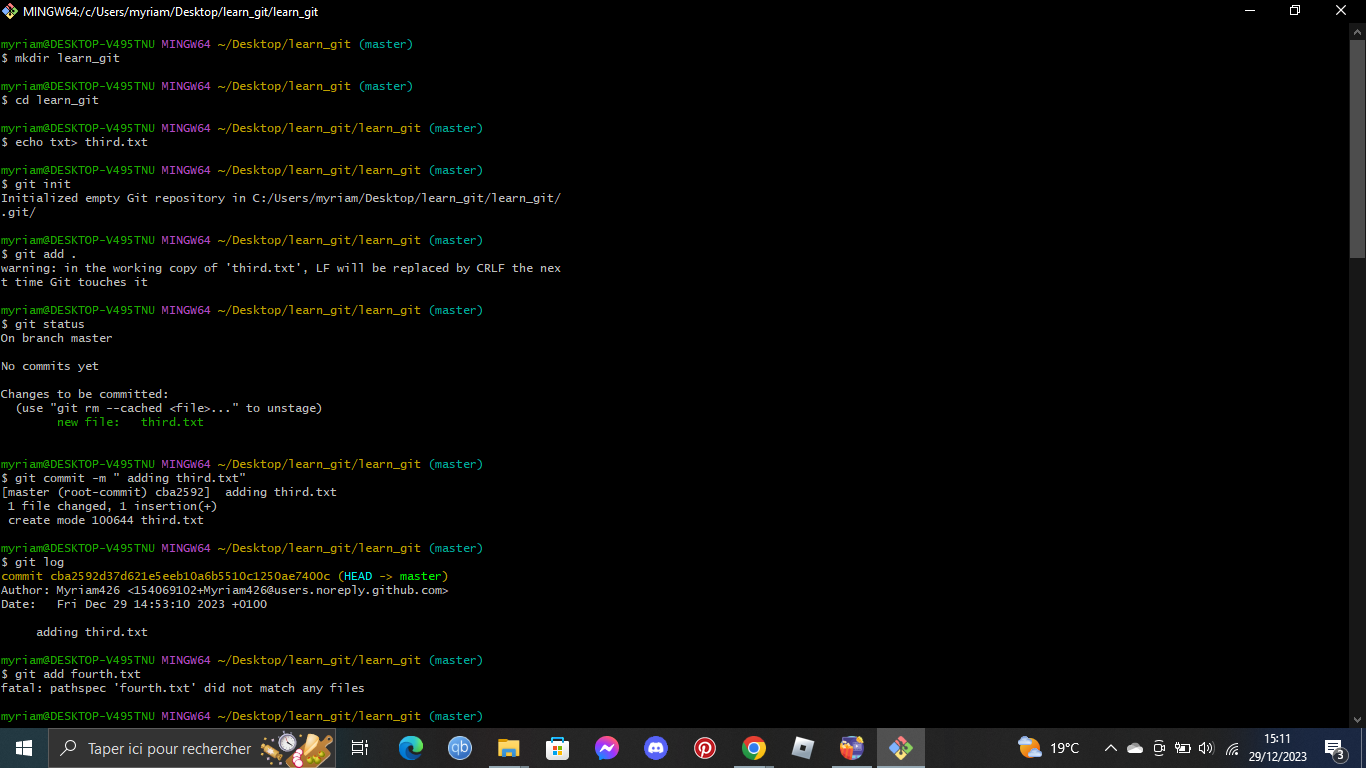 MINGW64:/c/Users/myriam/Desktop/learn_git/learn_git
myriam@DESKTOP-V495TNU MINGW64 ~/Desktop/learn_git (master)
$ mkdir learn_git
myriam@DESKTOP-V495TNU MINGW64 ~/Desktop/learn_git (master)
$ cd learn_git
myriam@DESKTOP-V495TNU MINGW64 ~/Desktop/learn_git/learn_git (master)
$ echo txt> third.txt
myriam@DESKTOP-V495TNU MINGW64 ~/Desktop/learn_git/learn_git (master)
$ git init
Initialized empty Git repository in C:/Users/myriam/Desktop/learn_git/learn_git/
.git/
myriam@DESKTOP-V495TNU MINGW64 ~/Desktop/learn_git/learn_git (master)
$ git add .
warning: in the working copy of 'third.txt', LF will be replaced by CRLF the nex
t time Git touches it
myriam@DESKTOP-V495TNU MINGW64 ~/Desktop/learn_git/learn_git (master)
$ git status
On branch master
No commits yet
Changes to be committed:
  (use "git rm --cached <file>..." to unstage)
        new file:   third.txt
myriam@DESKTOP-V495TNU MINGW64 ~/Desktop/learn_git/learn_git (master)
$ git commit -m " adding third.txt"
[master (root-commit) cba2592]  adding third.txt
 1 file changed, 1 insertion(+)
 create mode 100644 third.txt
myriam@DESKTOP-V495TNU MINGW64 ~/Desktop/learn_git/learn_git (master)
$ git log
commit cba2592d37d621e5eeb10a6b5510c1250ae7400c (HEAD -> master)
Author: Myriam426 <154069102+Myriam426@users.noreply.github.com>
Date:   Fri Dec 29 14:53:10 2023 +0100
     adding third.txt
myriam@DESKTOP-V495TNU MINGW64 ~/Desktop/learn_git/learn_git (master)
$ git add fourth.txt
fatal: pathspec 'fourth.txt' did not match any files
myriam@DESKTOP-V495TNU MINGW64 ~/Desktop/learn_git/learn_git (master)
Taper ici pour rechercher
qb
19°C
15:11
29/12/2023
3